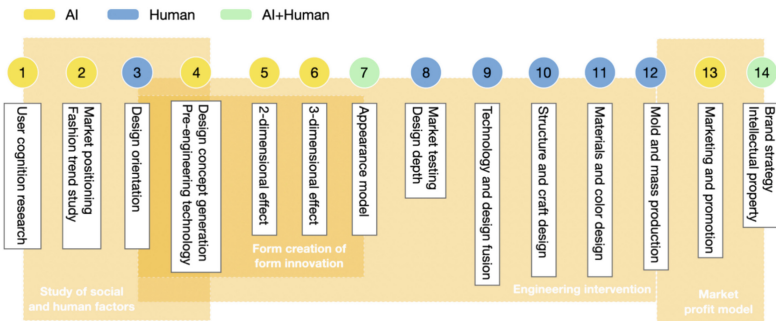 AI
Human
AI+Human
1
2
3
4
5
6
7
8
9
10
11
12
13
14
User cognition research
Market positioning
Fashion trend study
Design orientation
Design concept generation
Pre-engineering technology
2-dimensional effect
3-dimensional effect
Appearance model
Market testing
Design depth
Technology and design fusion
Structure and craft design
Materials and color design
Mold and mass production
Marketing and promotion
Brand strategy
Intellectual property
Form creation of
form innovation
Study of social
and human factors
Engineering intervention
Market
profit model